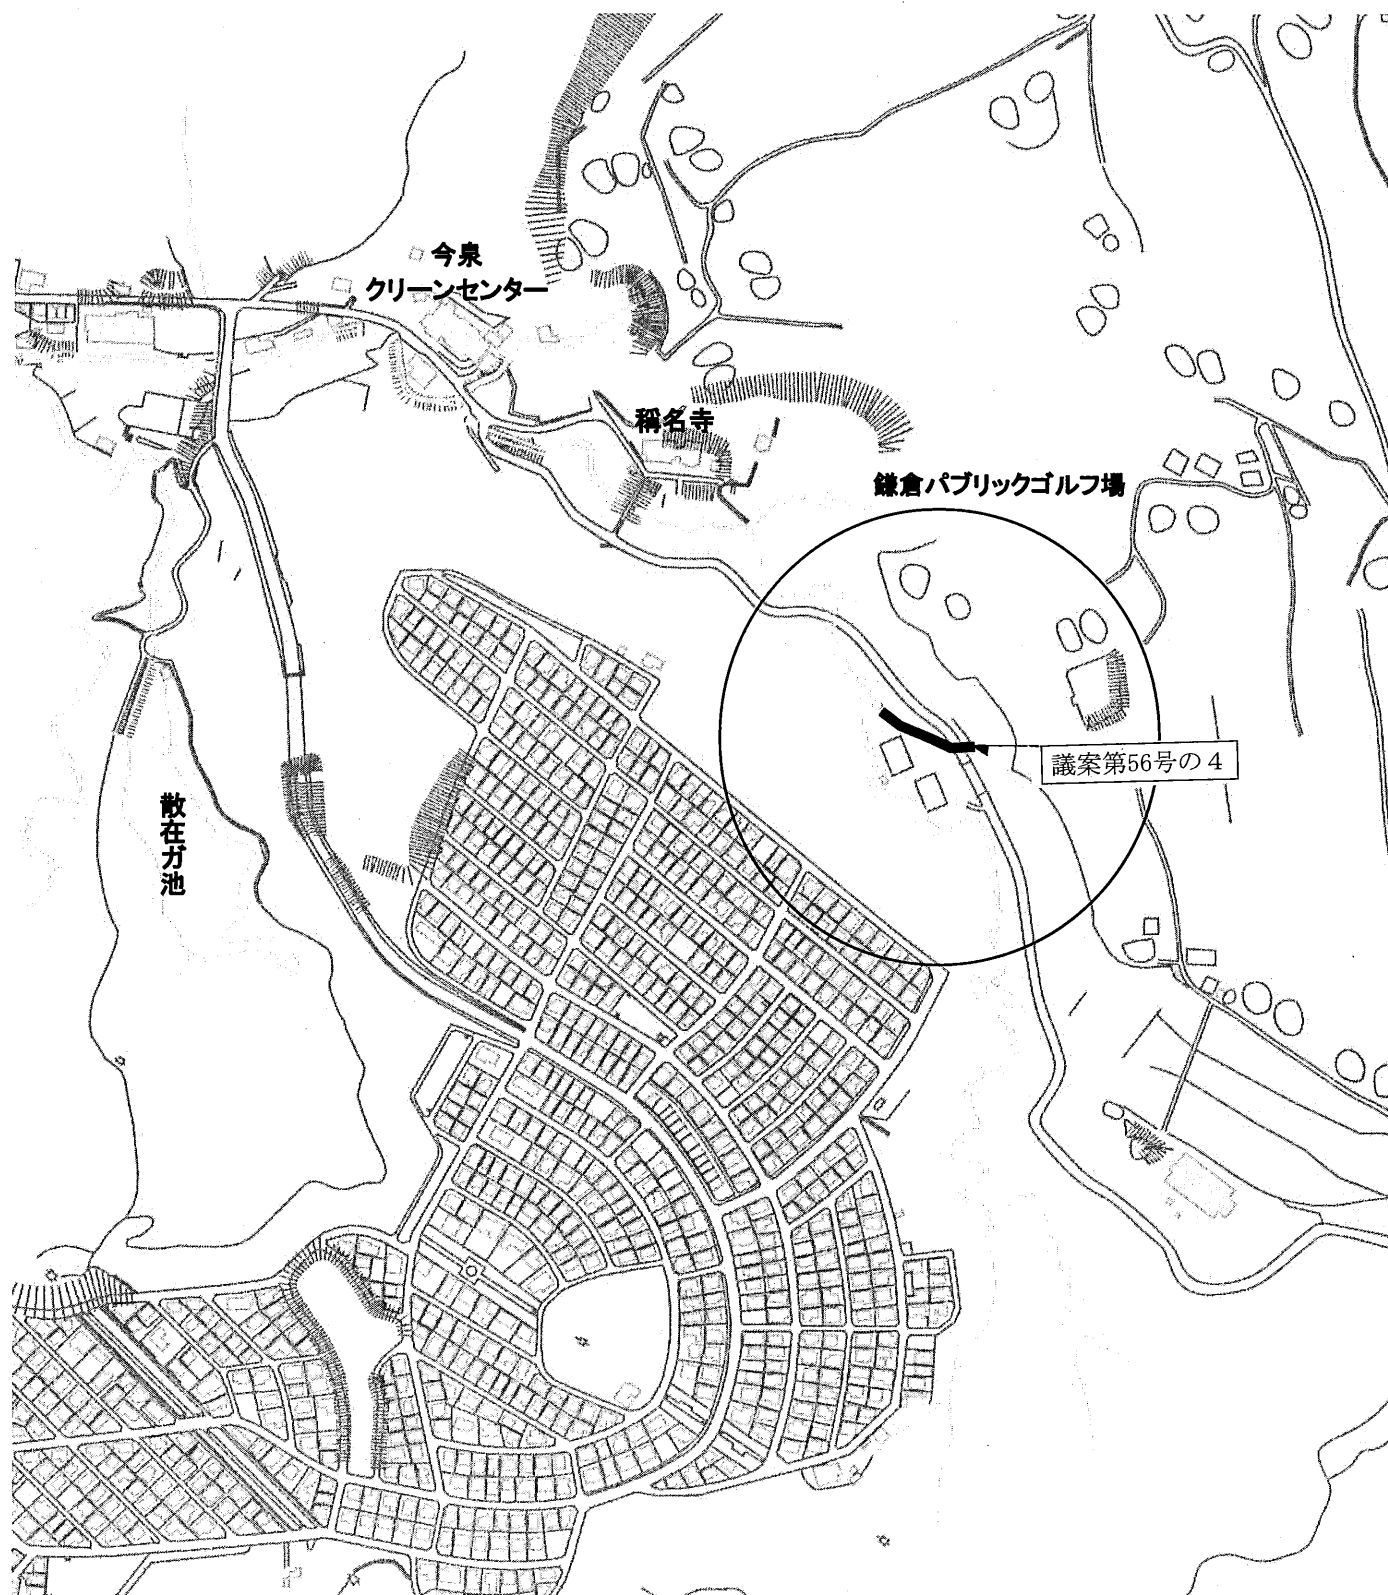 今泉
クリーンセンター
稱名寺
鎌倉パブリックゴルフ場
議案第56号の4
散在ガ池